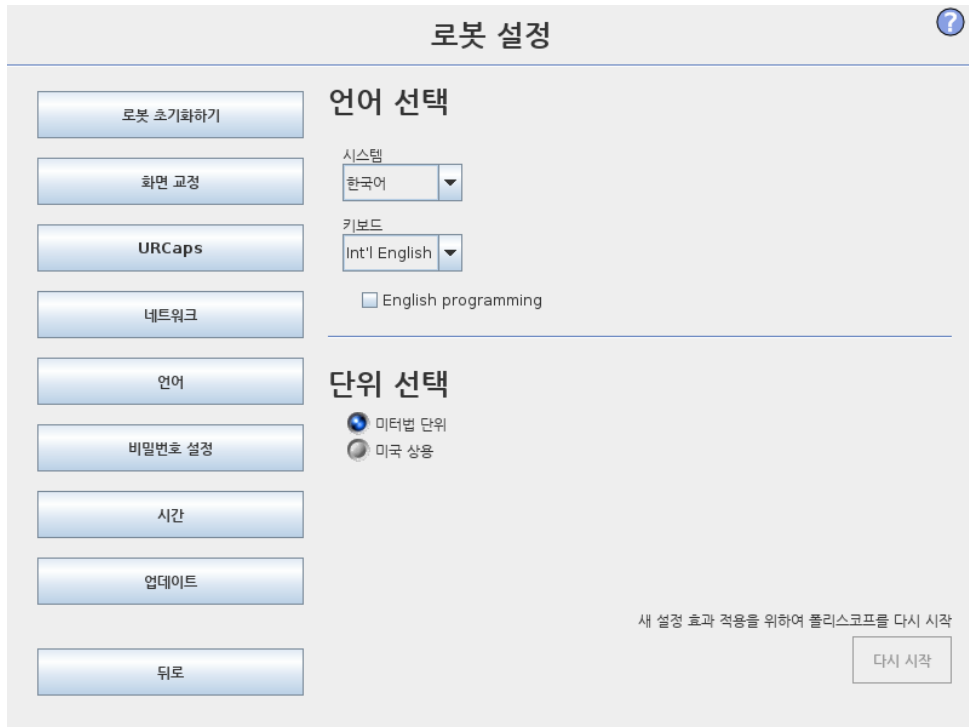 로봇 설정
?
로봇 초기화하기
화면 교정
URCaps
네트워크
언어
비밀번호 설정
시간
업데이트
뒤로
언어 선택
시스템
한국어
키보드
Int'l English
English programming
단위 선택
미터법 단위
미국 상용
새 설정 효과 적용을 위하여 폴리스코프를 다시 시작
다시 시작